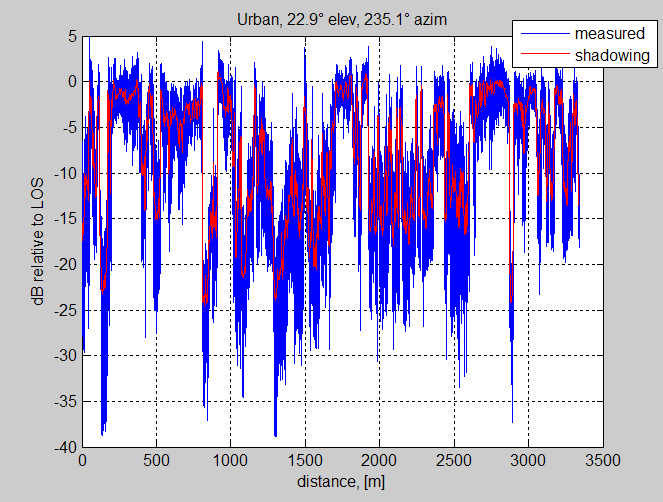 Urban, 22.9° elev, 235.1° azim
measured
shadowing
5
0
-5
-10
-15
-20
-25
-30
-35
-40
dB relative to LOS
0 500 1000 1500 2000 2500 3000 3500
distance, [m]